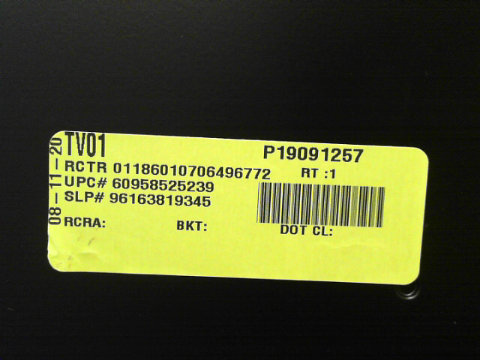 08-11-20
TV01 P19091257
RCTR 01186010706496772 RT :1
UPC# 60958525239
SLP# 96163819345
RCRA: BKT: DOT CL: